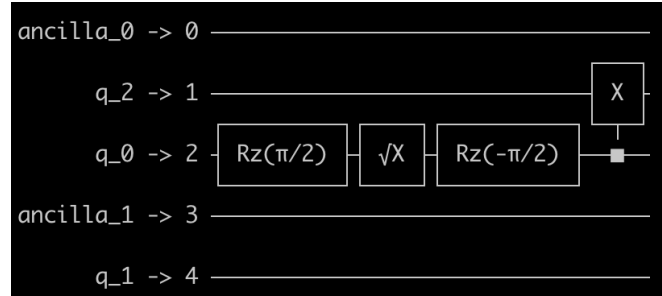 ancilla_0 -> 0
q_2 -> 1 X
q_0 -> 2 Rz(π/2) √X Rz(-π/2)
ancilla_1 -> 3
q_1 -> 4